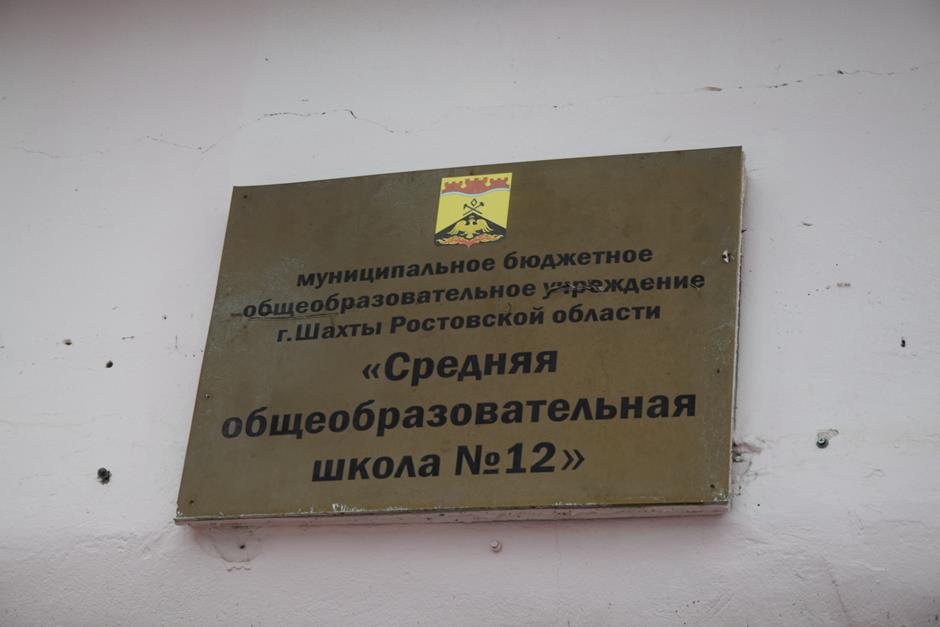 муниципальное бюджетное
общеобразовательное учреждение
г.Шахты Ростовской области
«Средняя
общеобразовательная
школа №12»